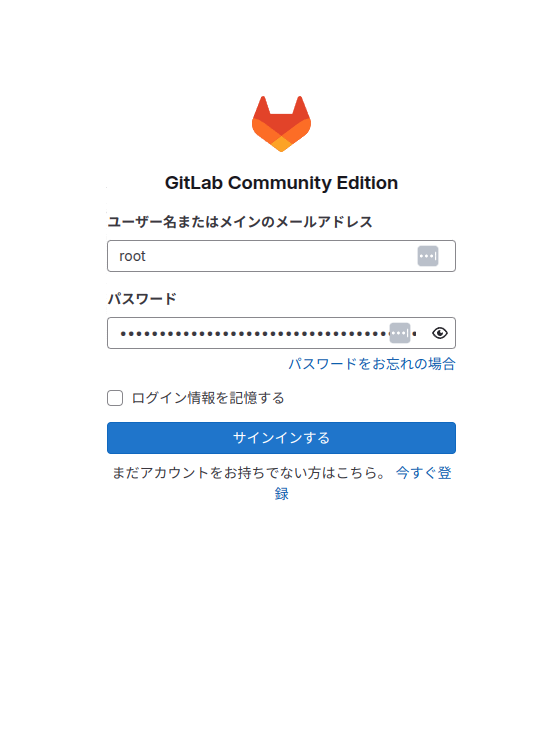 GitLab Community Edition
ユーザー名またはメインのメールアドレス
root
パスワード
パスワードをお忘れの場合
ログイン情報を記憶する
サインインする
まだアカウントをお持ちでない方はこちら。 今すぐ登
録